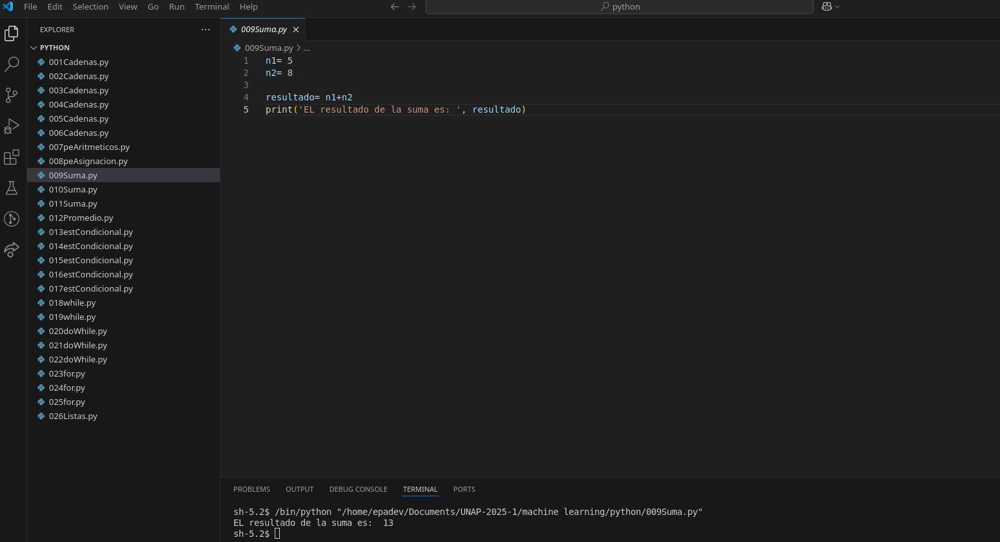 File Edit Selection View Go Run Terminal Help
python
EXPLORER
PYTHON
001Cadenas.py
002Cadenas.py
003Cadenas.py
004Cadenas.py
005Cadenas.py
006Cadenas.py
007peAritmeticos.py
008peAsignacion.py
009Suma.py
010Suma.py
011Suma.py
012Promedio.py
013estCondicional.py
014estCondicional.py
015estCondicional.py
016estCondicional.py
017estCondicional.py
018while.py
019while.py
020doWhile.py
021doWhile.py
022doWhile.py
023for.py
024for.py
025for.py
026Listas.py
009Suma.py
009Suma.py > ...
1 n1= 5
2 n2= 8
3
4 resultado= n1+n2
5 print('EL resultado de la suma es: ', resultado)
PROBLEMS OUTPUT DEBUG CONSOLE TERMINAL PORTS
sh-5.2$ /bin/python "/home/epadev/Documents/UNAP-2025-1/machine learning/python/009Suma.py"
EL resultado de la suma es:  13
sh-5.2$